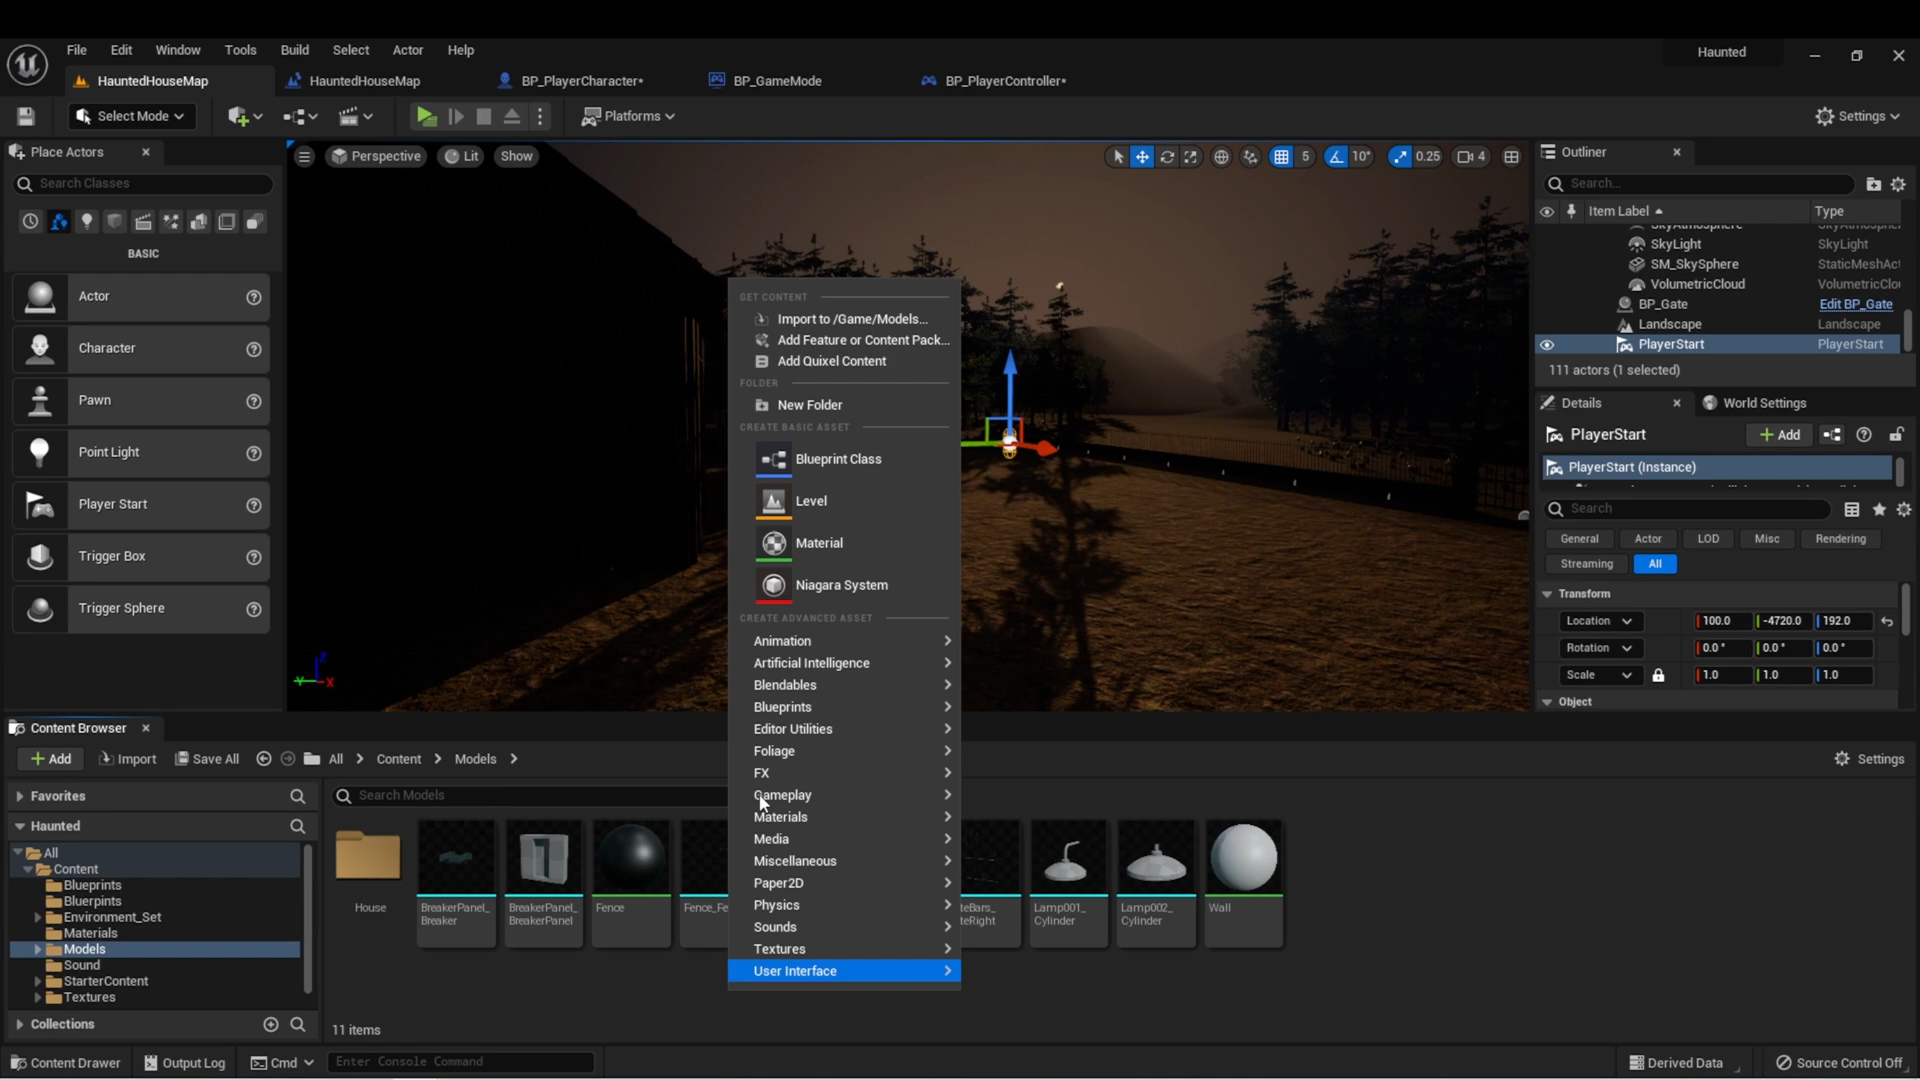 Haunted
File Edit Window Tools Build Select Actor Help
HauntedHouseMap HauntedHouseMap BP_PlayerCharacter* BP_GameMode BP_PlayerController*
Select Mode Platforms Settings
Place Actors
Search Classes
BASIC
Actor
Character
Pawn
Point Light
Player Start
Trigger Box
Trigger Sphere
Perspective Lit Show 5 10° 0.25 4
Z
Y X
Outliner
Search...
Item Label Type
SkyLight SkyLight
SM_SkySphere StaticMeshAct
VolumetricCloud VolumetricClou
BP_Gate Edit BP_Gate
Landscape Landscape
PlayerStart PlayerStart
111 actors (1 selected)
Details World Settings
PlayerStart Add
PlayerStart (Instance)
Search
General Actor LOD Misc Rendering
Streaming All
Transform
Location 100.0 -4720.0 192.0
Rotation 0.0° 0.0° 0.0°
Scale 1.0 1.0 1.0
Object
GET CONTENT
Import to /Game/Models...
Add Feature or Content Pack...
Add Quixel Content
FOLDER
New Folder
CREATE BASIC ASSET
Blueprint Class
Level
Material
Niagara System
CREATE ADVANCED ASSET
Animation
Artificial Intelligence
Blendables
Blueprints
Editor Utilities
Foliage
FX
Gameplay
Materials
Media
Miscellaneous
Paper2D
Physics
Sounds
Textures
User Interface
Content Browser
Add Import Save All All Content Models Settings
Favorites
Haunted
All
Content
Blueprints
Bluerpints
Environment_Set
Materials
Models
Sound
StarterContent
Textures
Collections
Search Models
House
BreakerPanel_
Breaker
BreakerPanel_
BreakerPanel
Fence
Fence_Fe
teBars_
teRight
Lamp001_
Cylinder
Lamp002_
Cylinder
Wall
11 items
Content Drawer Output Log Cmd Enter Console Command Derived Data Source Control Off